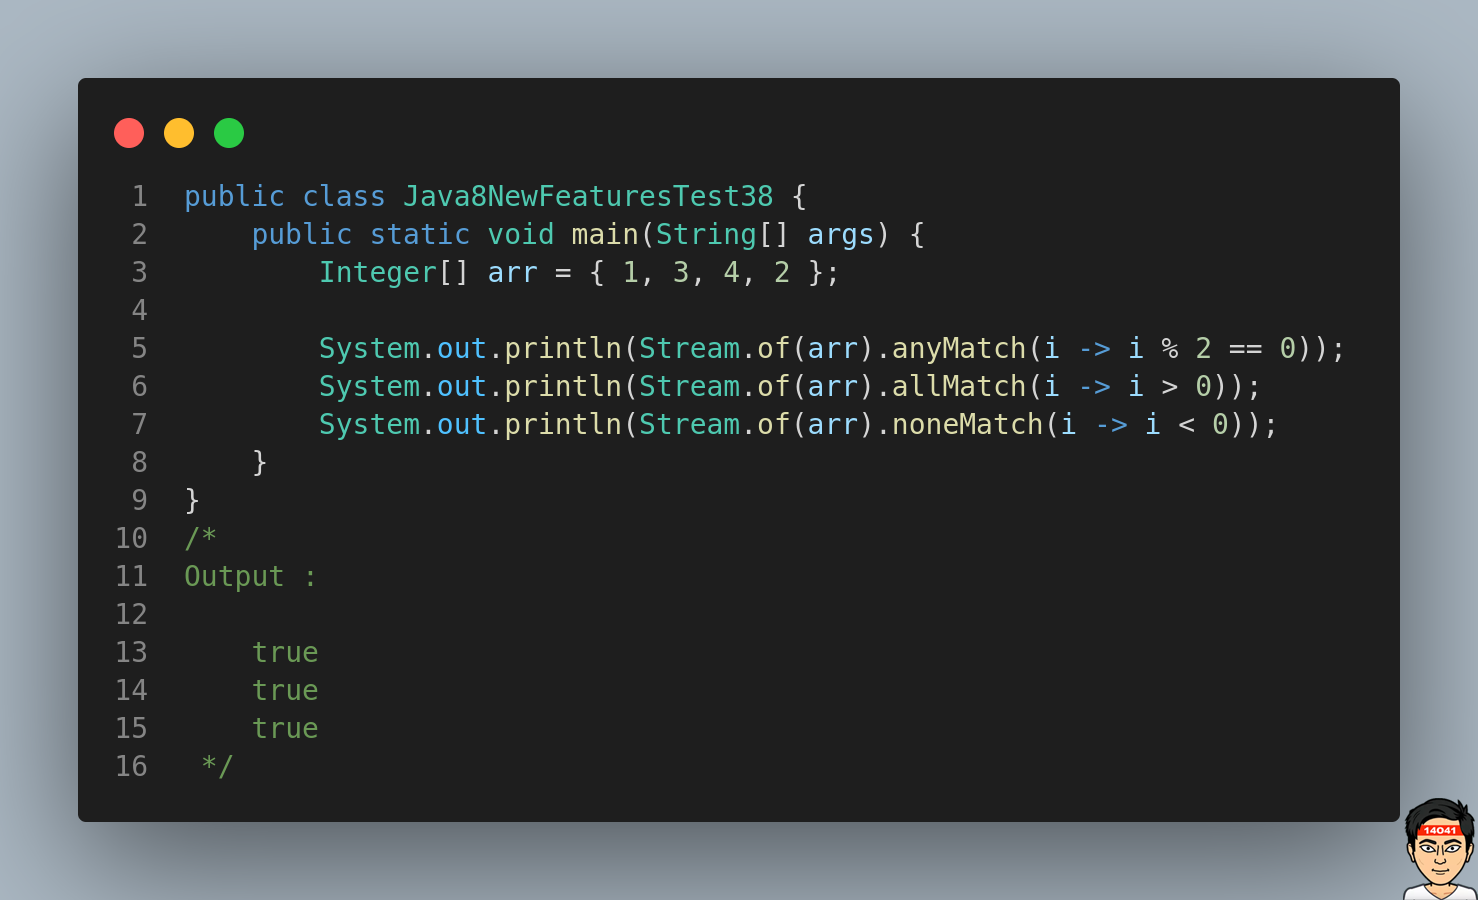 1 public class Java8NewFeaturesTest38 {
2     public static void main(String[] args) {
3         Integer[] arr = { 1, 3, 4, 2 };
4
5         System.out.println(Stream.of(arr).anyMatch(i -> i % 2 == 0));
6         System.out.println(Stream.of(arr).allMatch(i -> i > 0));
7         System.out.println(Stream.of(arr).noneMatch(i -> i < 0));
8     }
9 }
10 /*
11 Output :
12
13     true
14     true
15     true
16  */
14041